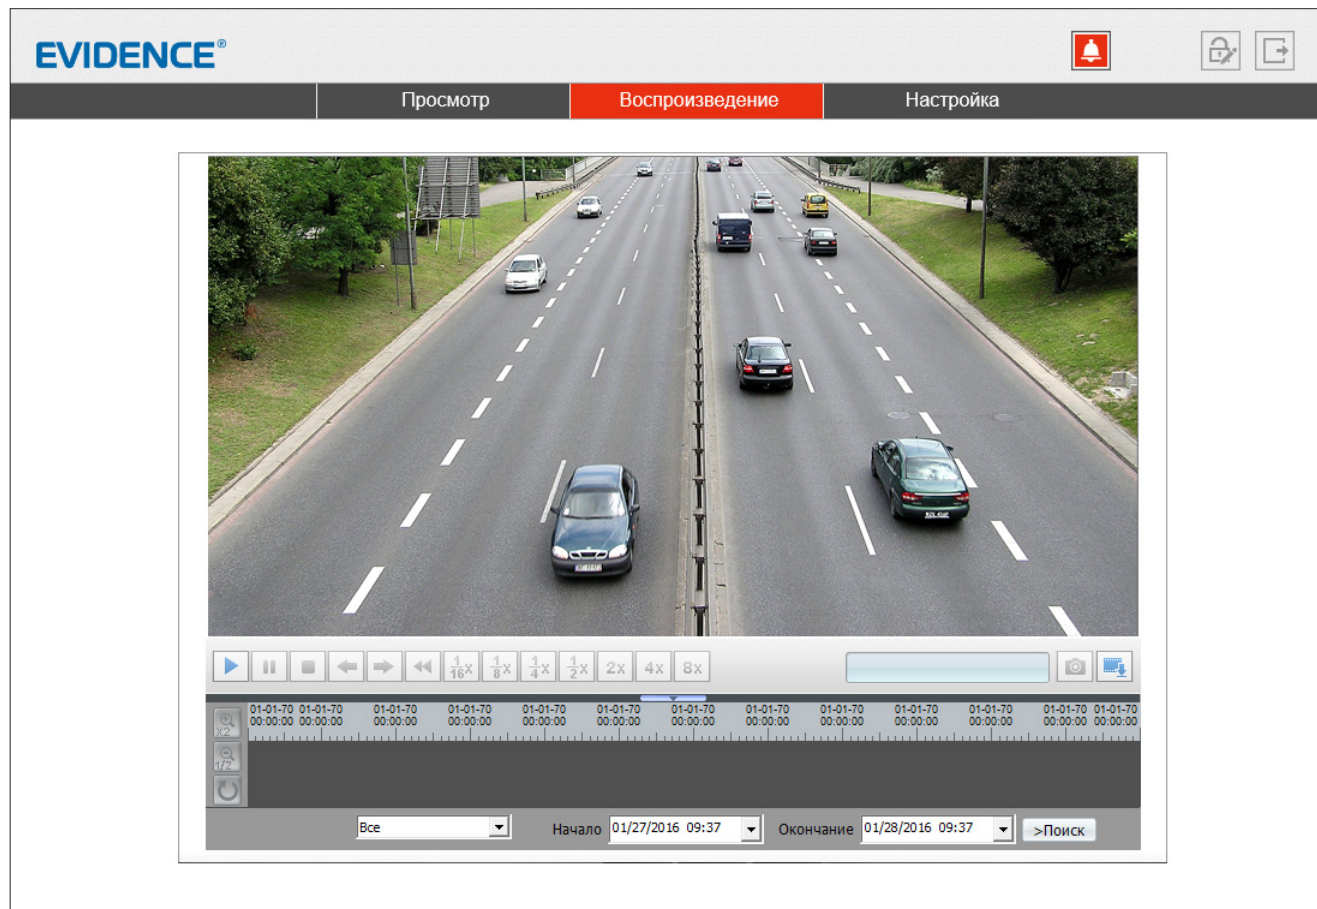 EVIDENCE®
Просмотр Воспроизведение Настройка
1/16x 1/8x 1/4x 1/2x 2x 4x 8x
01-01-70 01-01-70 01-01-70 01-01-70 01-01-70 01-01-70 01-01-70 01-01-70 01-01-70 01-01-70 01-01-70 01-01-70 01-01-70
00:00:00 00:00:00 00:00:00 00:00:00 00:00:00 00:00:00 00:00:00 00:00:00 00:00:00 00:00:00 00:00:00 00:00:00 00:00:00
X2
1/2
Все Начало 01/27/2016 09:37 Окончание 01/28/2016 09:37 >Поиск